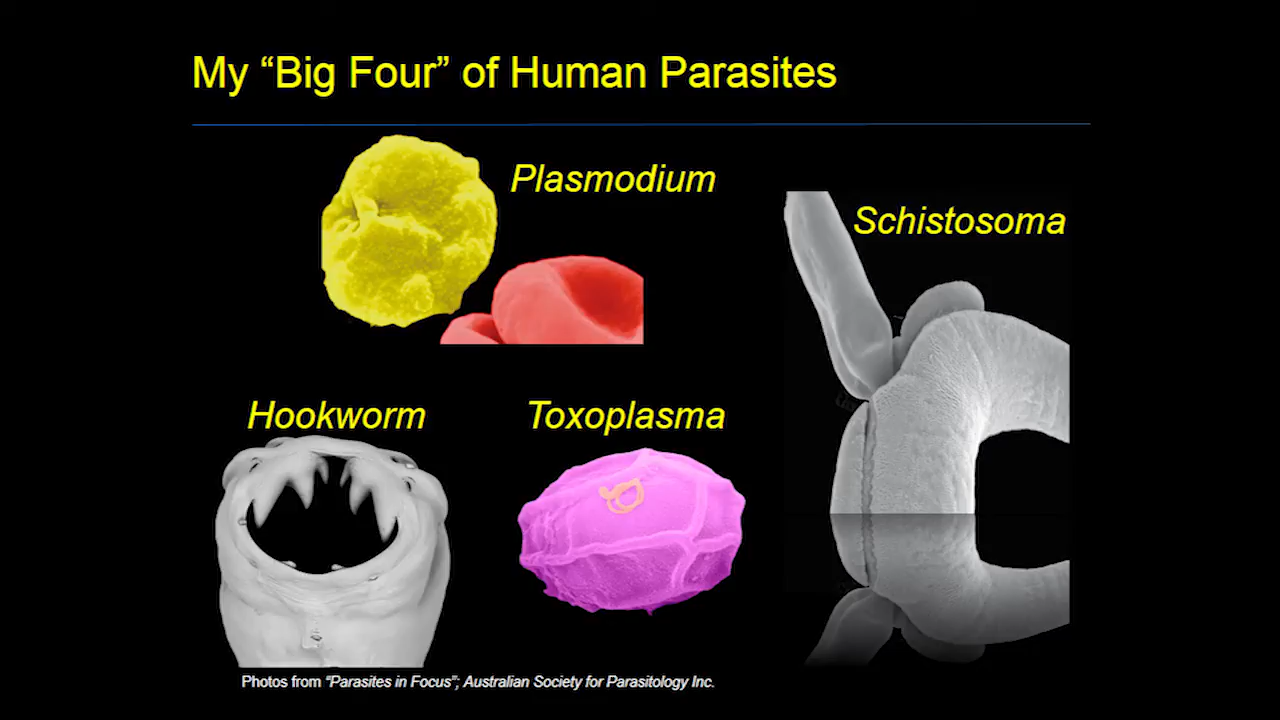 My “Big Four” of Human Parasites
Plasmodium
Schistosoma
Hookworm
Toxoplasma
Photos from “Parasites in Focus”; Australian Society for Parasitology Inc.